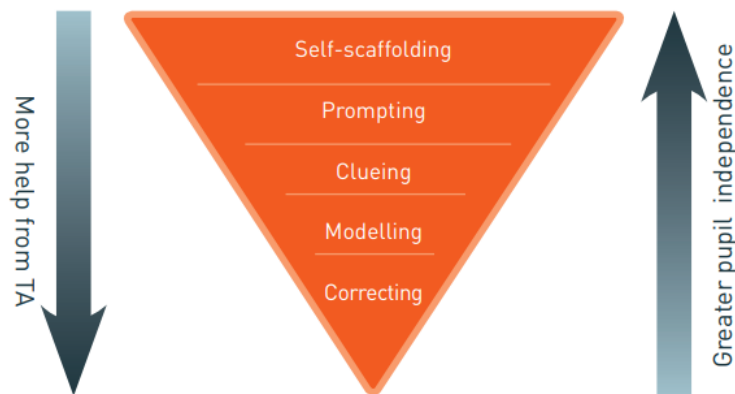 Self-scaffolding
Prompting
Clueing
Modelling
Correcting
More help from TA
Greater pupil independence